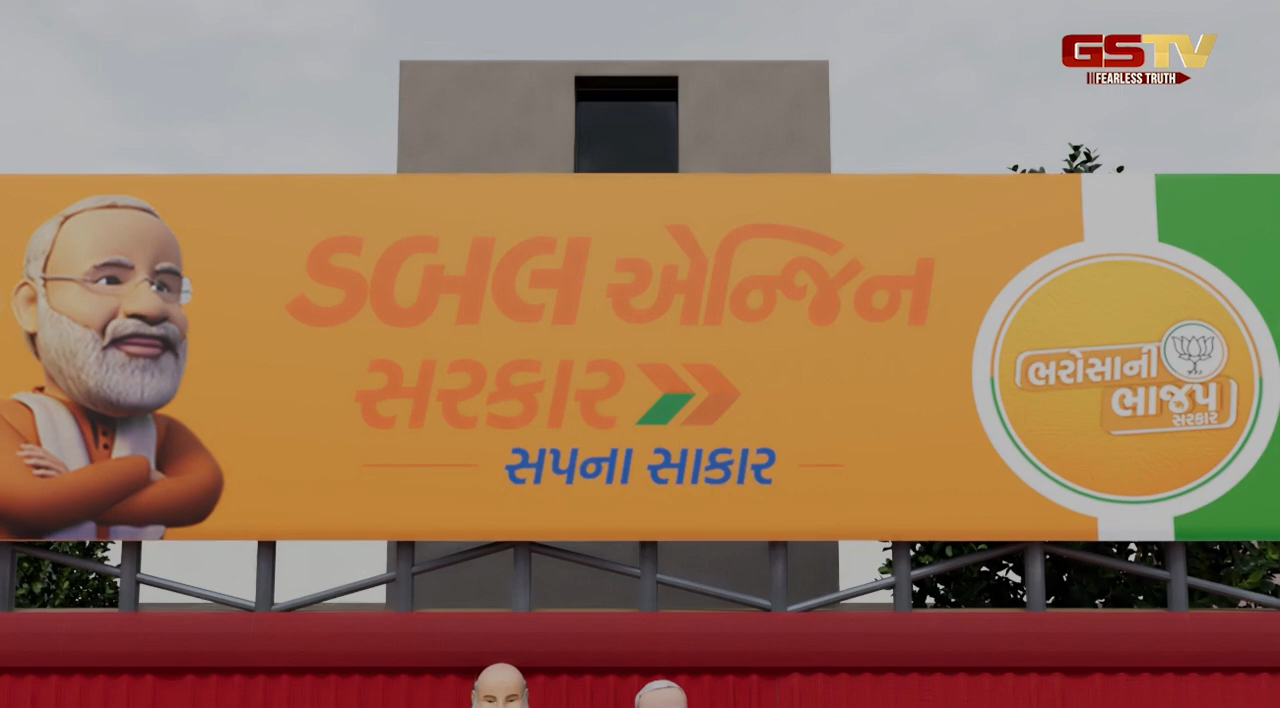 GSTV
FEARLESS TRUTH
ડબલ એન્જિન
સરકાર
સપના સાકાર
ભરોસાની
ભાજપ
સરકાર